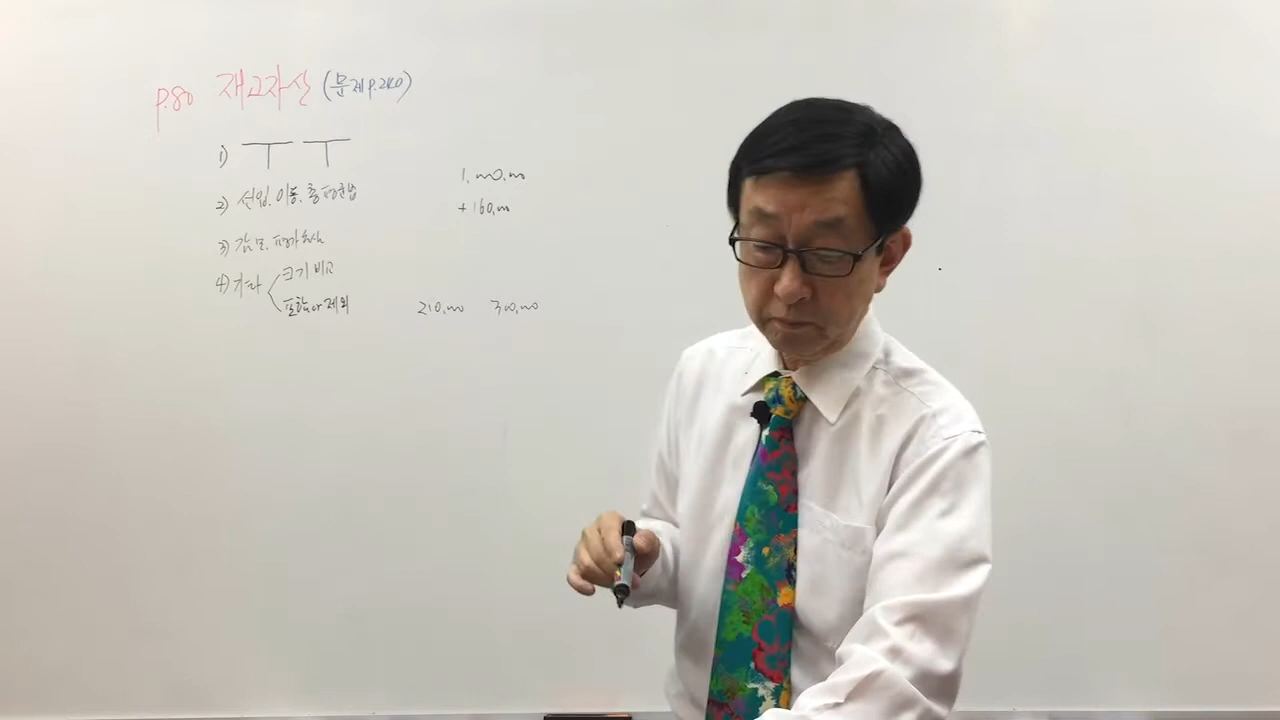 p.80 재고자산 (문제 p.240)
1)
2) 선입, 이동, 총평균법
3) 감모, 평가손실
4) 기타
크기 비교
포함 or 제외
1,000,000
+ 160,000
210,000 300,000